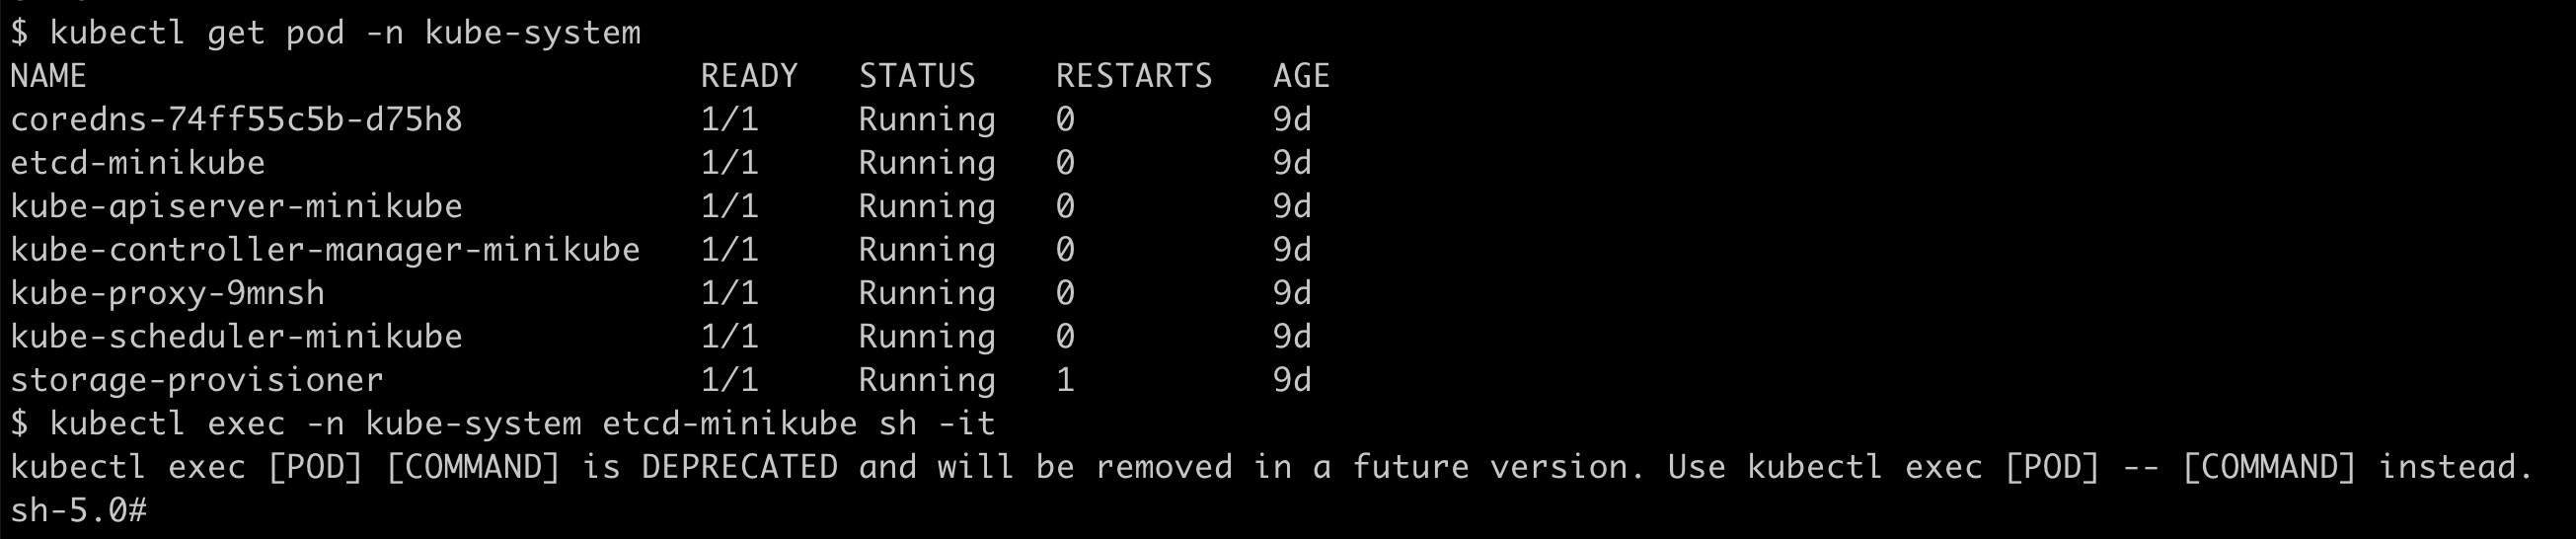 $ kubectl get pod -n kube-system
NAME                               READY   STATUS    RESTARTS   AGE
coredns-74ff55c5b-d75h8            1/1     Running   0          9d
etcd-minikube                      1/1     Running   0          9d
kube-apiserver-minikube            1/1     Running   0          9d
kube-controller-manager-minikube   1/1     Running   0          9d
kube-proxy-9mnsh                   1/1     Running   0          9d
kube-scheduler-minikube            1/1     Running   0          9d
storage-provisioner                1/1     Running   1          9d
$ kubectl exec -n kube-system etcd-minikube sh -it
kubectl exec [POD] [COMMAND] is DEPRECATED and will be removed in a future version. Use kubectl exec [POD] -- [COMMAND] instead.
sh-5.0#